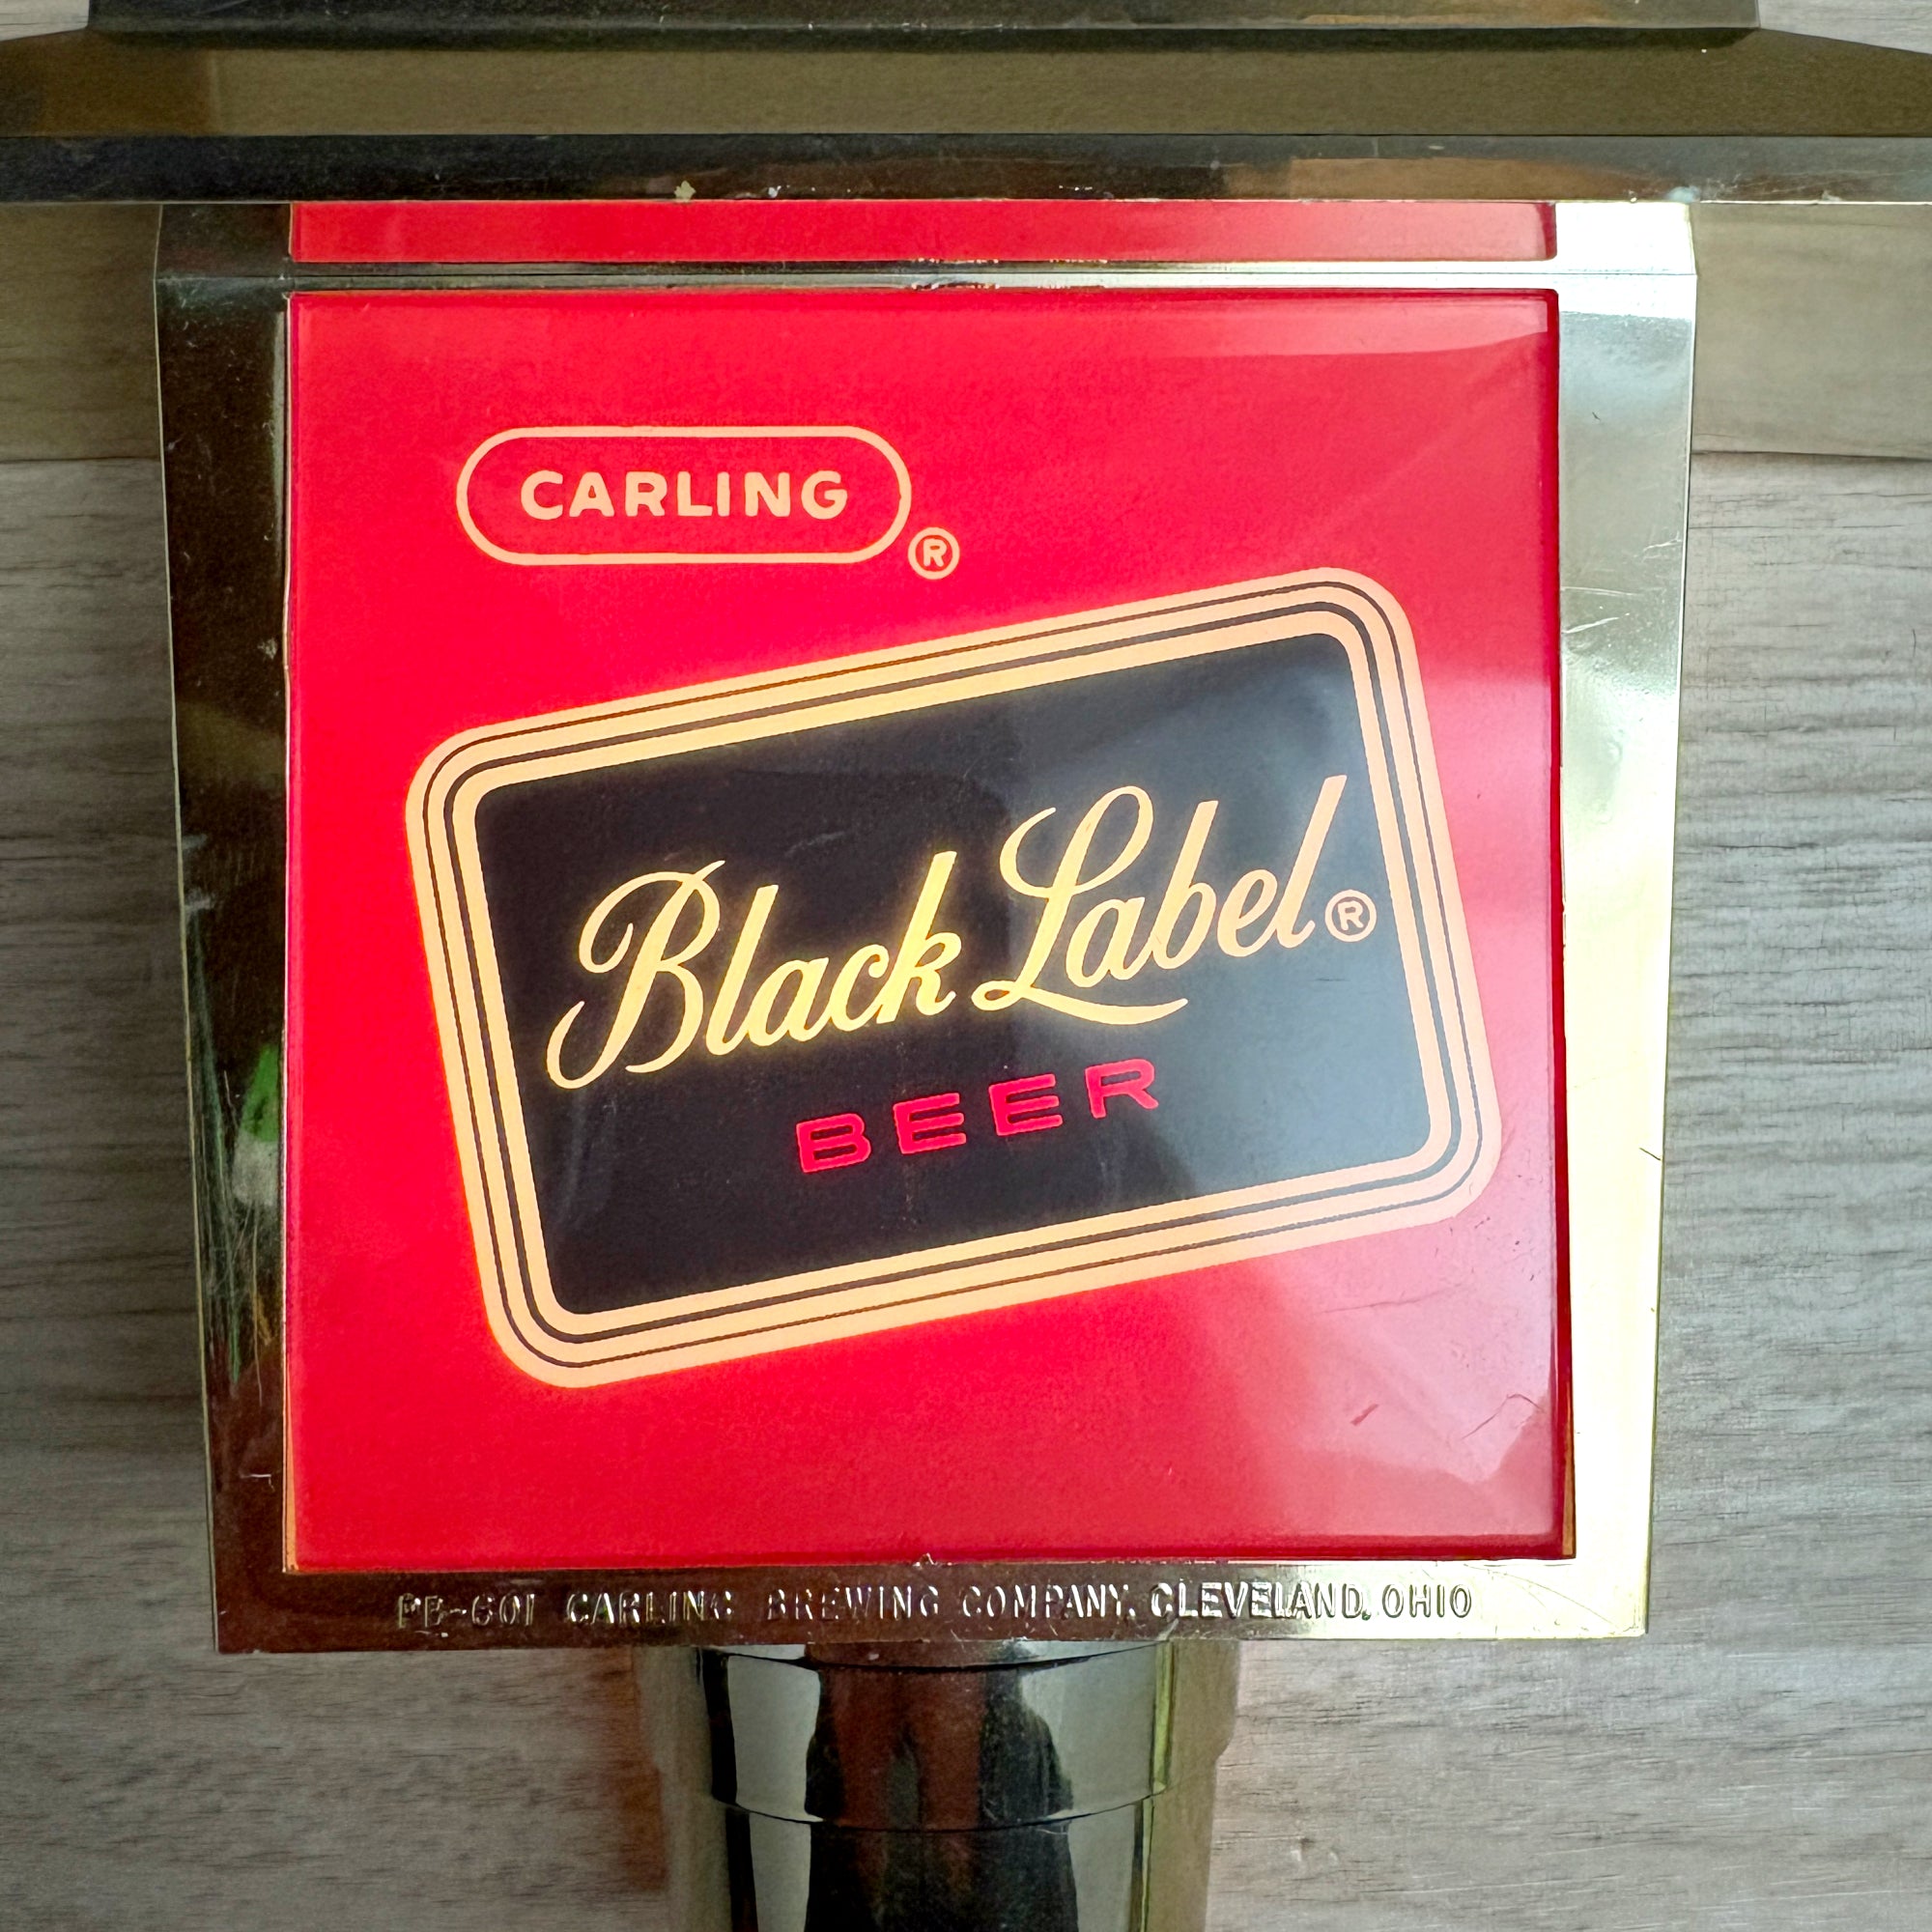 CARLING ®
Black Label ®
BEER
PB-601 CARLING BREWING COMPANY, CLEVELAND, OHIO